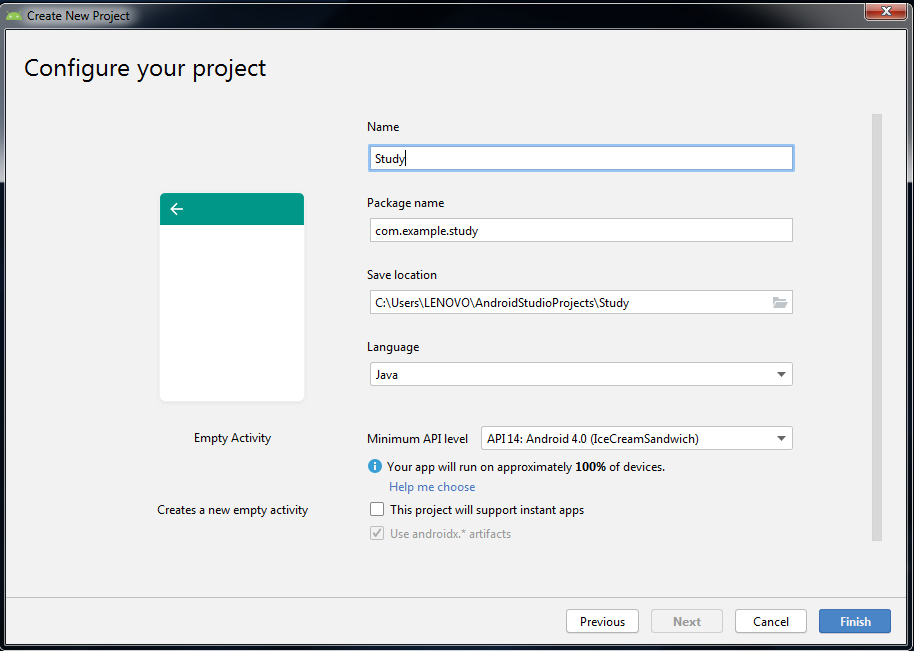 Create New Project
Configure your project
Name
Study
Package name
com.example.study
Save location
C:\Users\LENOVO\AndroidStudioProjects\Study
Language
Java
Empty Activity
Minimum API level API 14: Android 4.0 (IceCreamSandwich)
Your app will run on approximately 100% of devices.
Help me choose
Creates a new empty activity
This project will support instant apps
Use androidx.* artifacts
Previous Next Cancel Finish